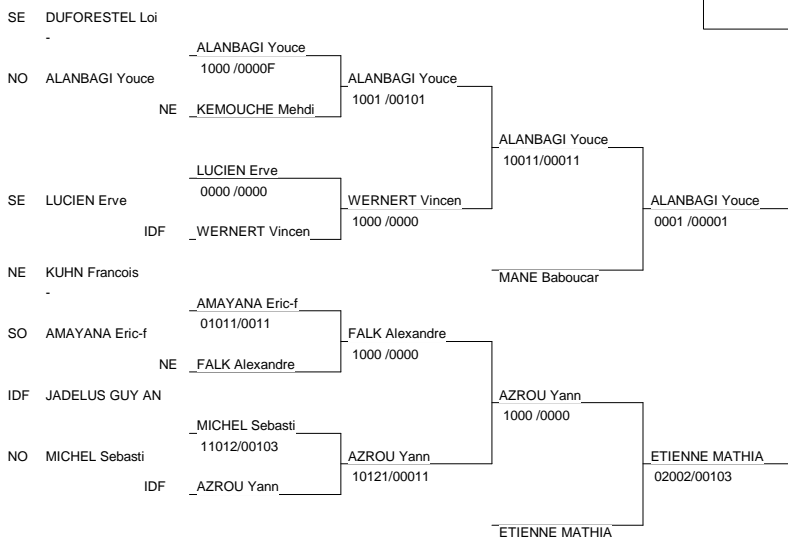 SE DUFORESTEL Loi
-
ALANBAGI Youce
1000 /0000F
NO ALANBAGI Youce
ALANBAGI Youce
1001 /00101
NE KEMOUCHE Mehdi
ALANBAGI Youce
10011/00011
LUCIEN Erve
0000 /0000
SE LUCIEN Erve
WERNERT Vincen
1000 /0000
ALANBAGI Youce
0001 /00001
IDF WERNERT Vincen
NE KUHN Francois
-
MANE Baboucar
AMAYANA Eric-f
01011/0011
SO AMAYANA Eric-f
FALK Alexandre
1000 /0000
NE FALK Alexandre
IDF JADELUS GUY AN
AZROU Yann
1000 /0000
MICHEL Sebasti
11012/00103
NO MICHEL Sebasti
AZROU Yann
10121/00011
ETIENNE MATHIA
02002/00103
IDF AZROU Yann
ETIENNE MATHIA